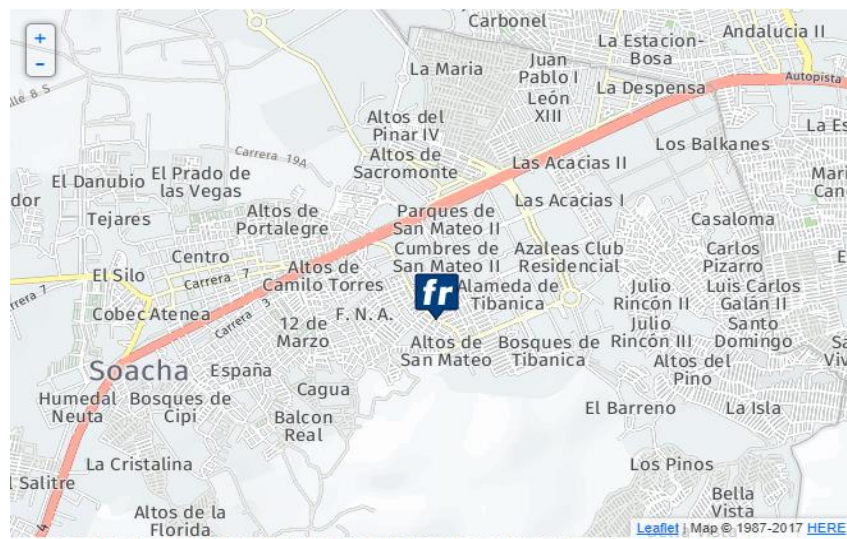 Carbonel
Andalucia II
La Estacion-
Bosa
+
-
La Maria
Juan
Pablo I
Autopista
La Despensa
León
XIII
Altos del
Pinar IV
Los Balkanes
Carrera 19A
Altos de
Sacromonte
Las Acacias II
El Prado de
las Vegas
El Danubio
Tejares
Altos de
Portalegre
Parques de
San Mateo II
Las Acacias I
Casaloma
Centro
Cumbres de
San Mateo II
Azaleas Club
Residencial
Carlos
Pizarro
El Silo
Carrera 7
Altos de
Camilo Torres
fr
Alameda de
Tibanica
Julio
Rincón II
Luis Carlos
Galán II
Cobec
Atenea
Carrera 3
12 de
Marzo
F. N. A.
Julio
Rincón III
Santo
Domingo
Altos de
San Mateo
Bosques de
Tibanica
Soacha
España
Altos del
Pino
Humedal
Neuta
Bosques de
Cipi
Cagua
El Barreno
La Isla
Balcon
Real
La Cristalina
Los Pinos
Salitre
Bella
Vista
Altos de la
Florida
4
Leaflet | Map © 1987-2017 HERE